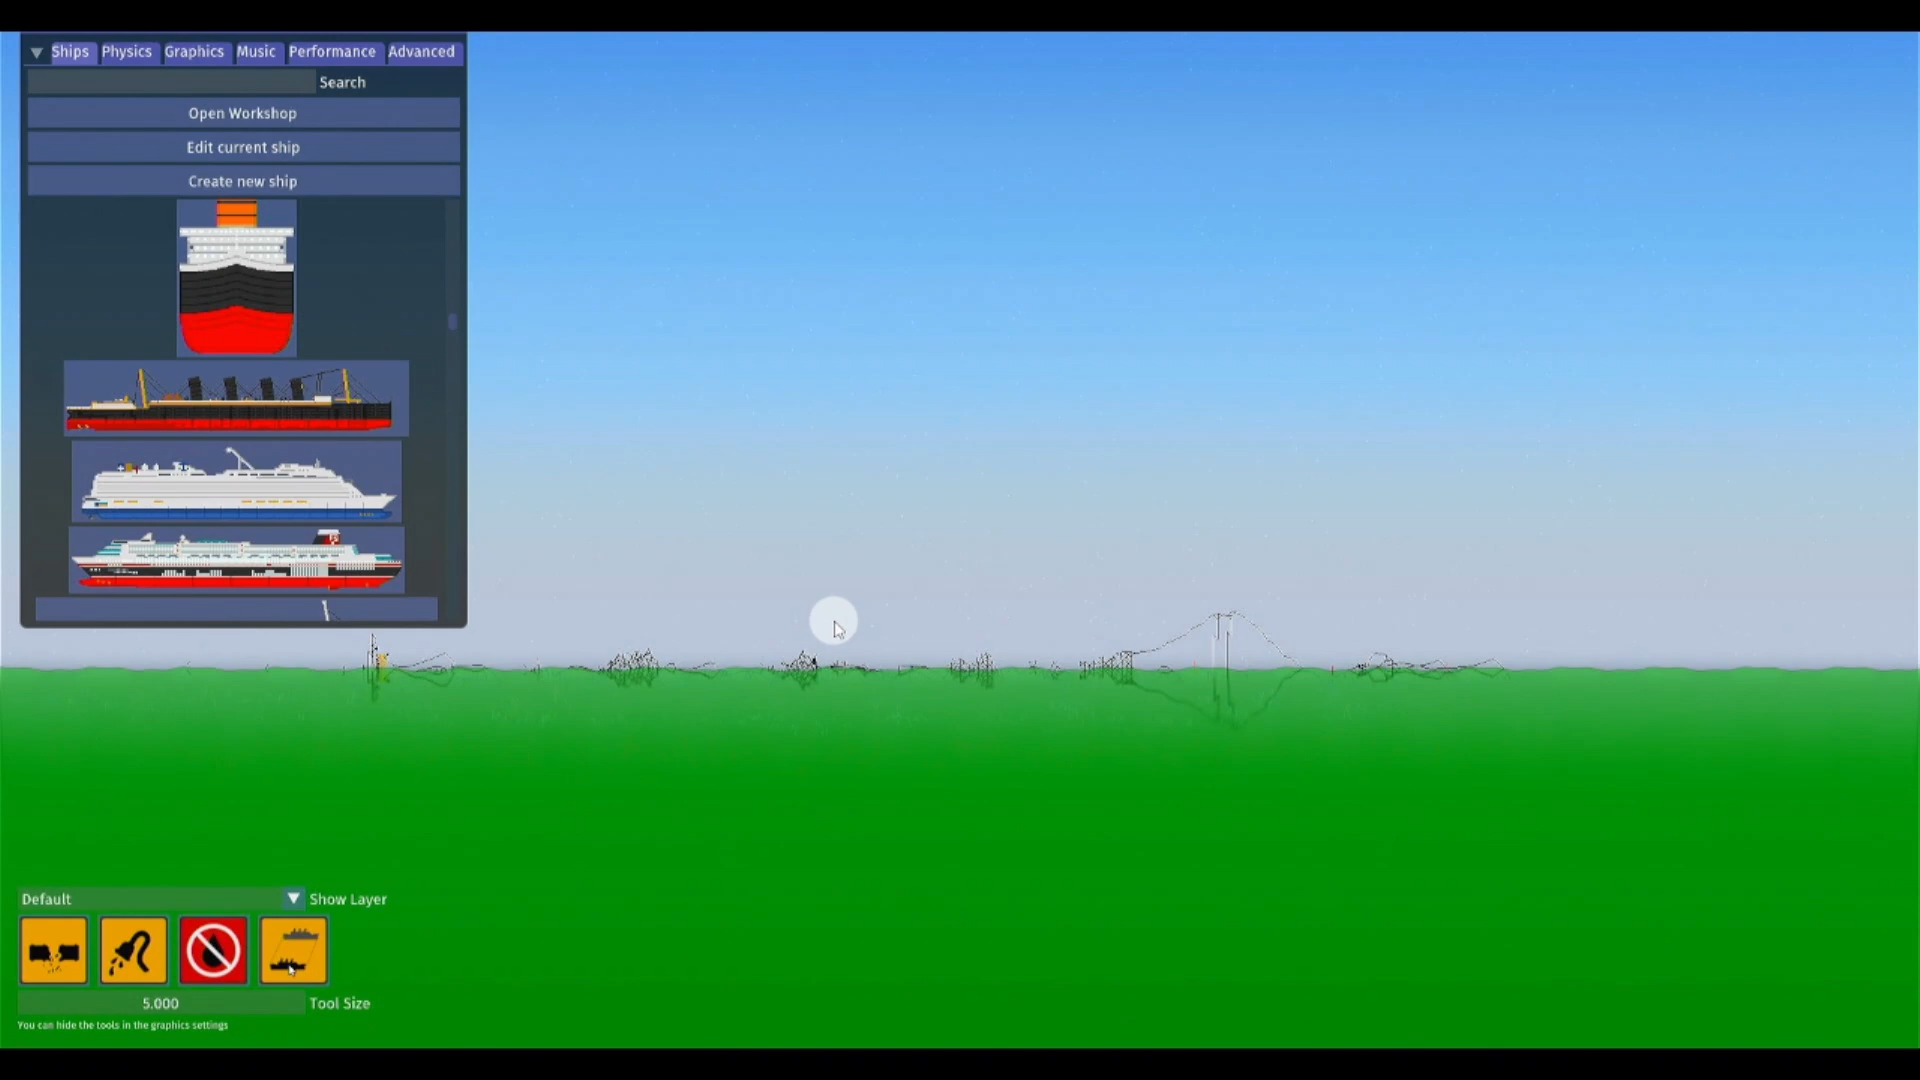 Ships Physics Graphics Music Performance Advanced
Search
Open Workshop
Edit current ship
Create new ship
Default Show Layer
5.000 Tool Size
You can hide the tools in the graphics settings